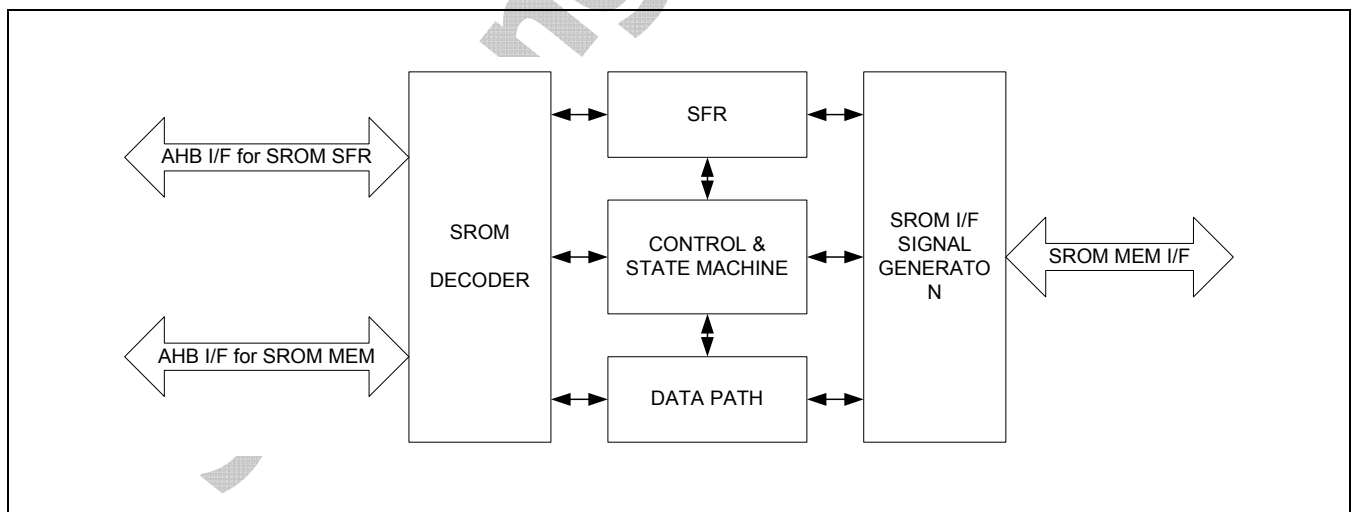 AHB I/F for SROM SFR
AHB I/F for SROM MEM
SROM
DECODER
SFR
CONTROL &
STATE MACHINE
DATA PATH
SROM I/F
SIGNAL
GENERATO
N
SROM MEM I/F